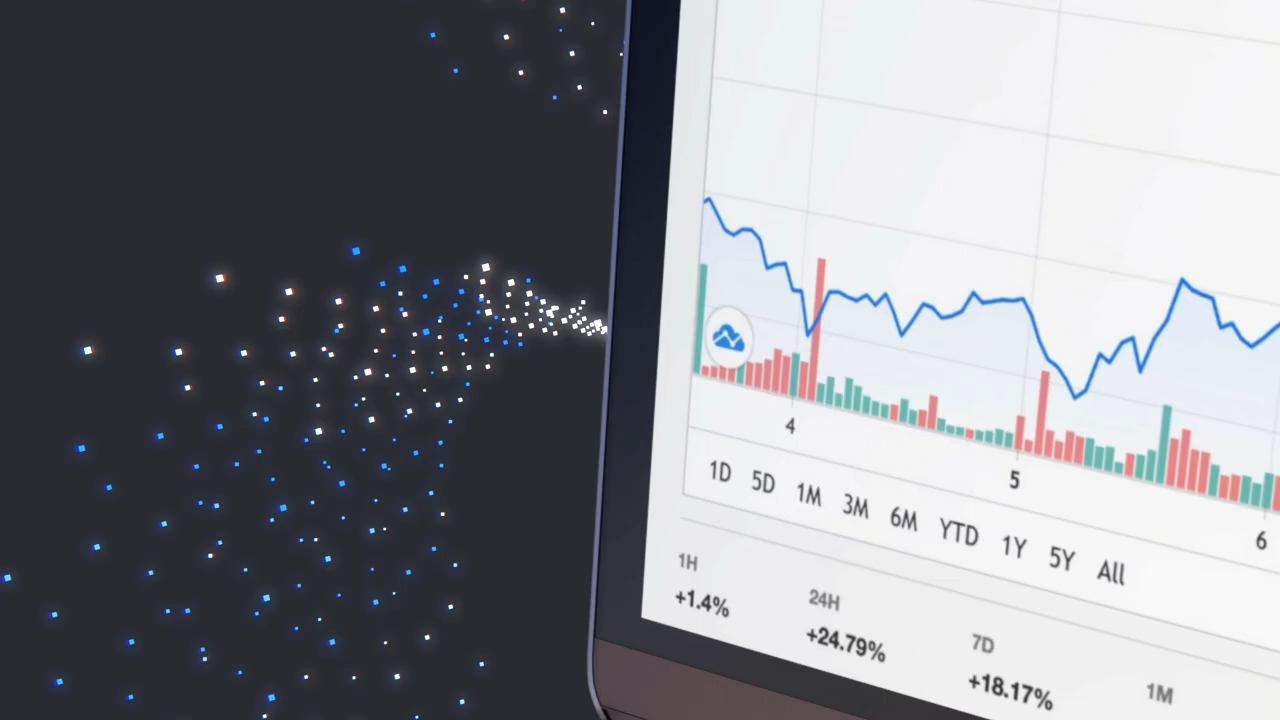 4 5 6
1D 5D 1M 3M 6M YTD 1Y 5Y All
1H 24H 7D 1M
+1.4% +24.79% +18.17%